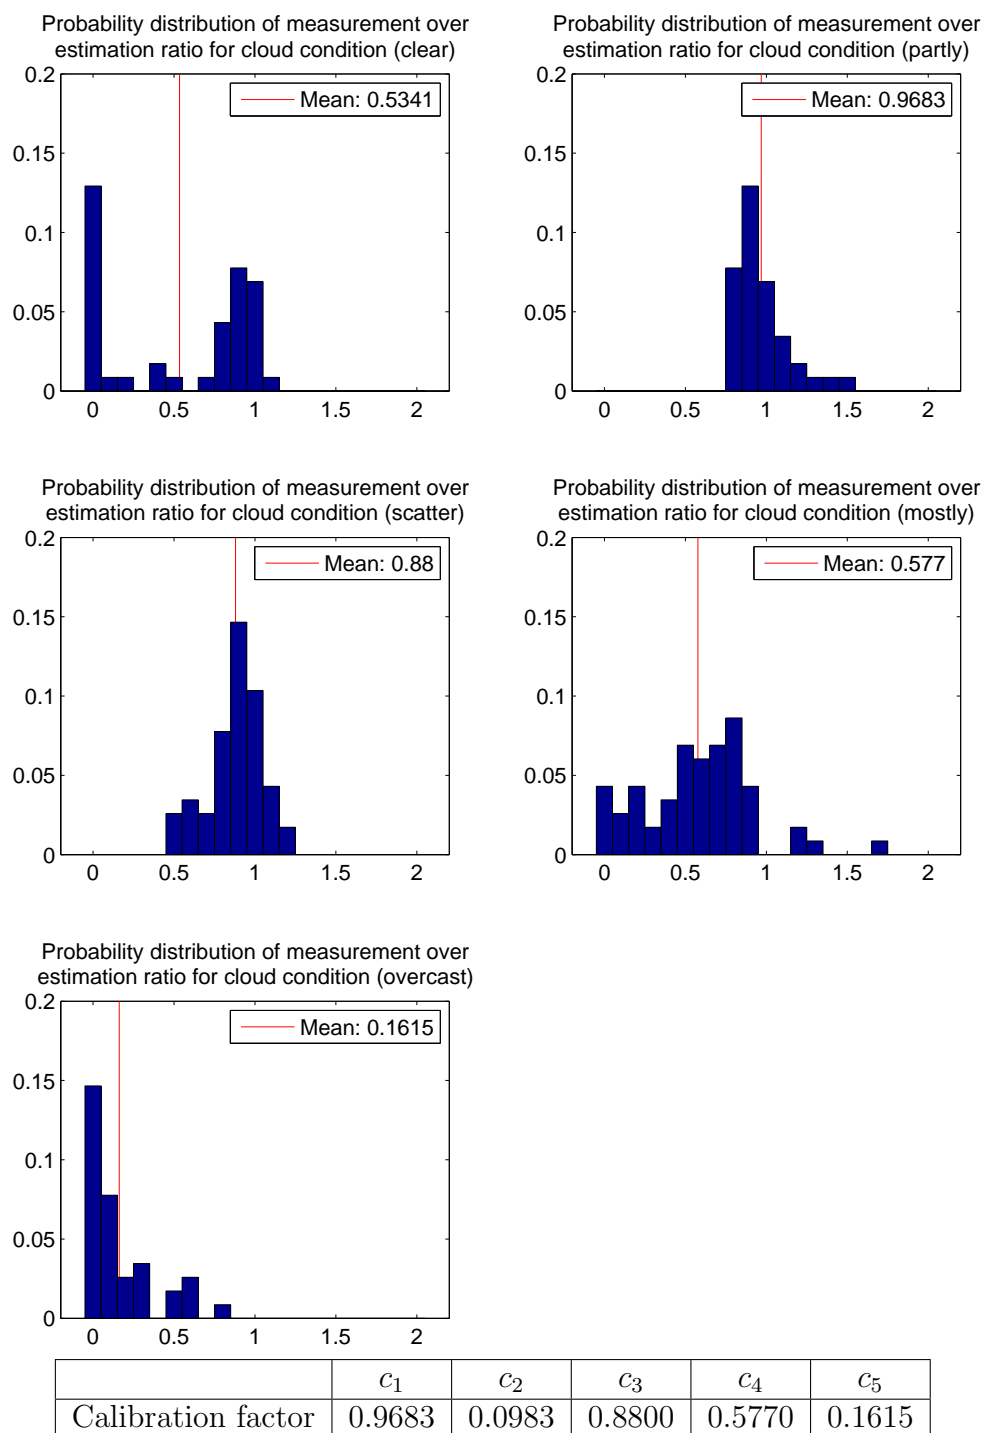 Probability distribution of measurement over
estimation ratio for cloud condition (clear)
0.2
0.15
0.1
0.05
0
0 0.5 1 1.5 2
Mean: 0.5341
Probability distribution of measurement over
estimation ratio for cloud condition (partly)
0.2
0.15
0.1
0.05
0
0 0.5 1 1.5 2
Mean: 0.9683
Probability distribution of measurement over
estimation ratio for cloud condition (scatter)
0.2
0.15
0.1
0.05
0
0 0.5 1 1.5 2
Mean: 0.88
Probability distribution of measurement over
estimation ratio for cloud condition (mostly)
0.2
0.15
0.1
0.05
0
0 0.5 1 1.5 2
Mean: 0.577
Probability distribution of measurement over
estimation ratio for cloud condition (overcast)
0.2
0.15
0.1
0.05
0
0 0.5 1 1.5 2
Mean: 0.1615
c₁ c₂ c₃ c₄ c₅
Calibration factor 0.9683 0.0983 0.8800 0.5770 0.1615